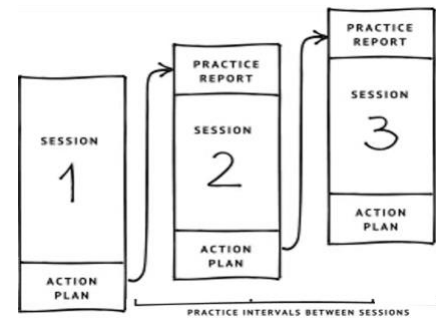 SESSION
1
ACTION
PLAN
PRACTICE
REPORT
SESSION
2
ACTION
PLAN
PRACTICE
REPORT
SESSION
3
ACTION
PLAN
PRACTICE INTERVALS BETWEEN SESSIONS